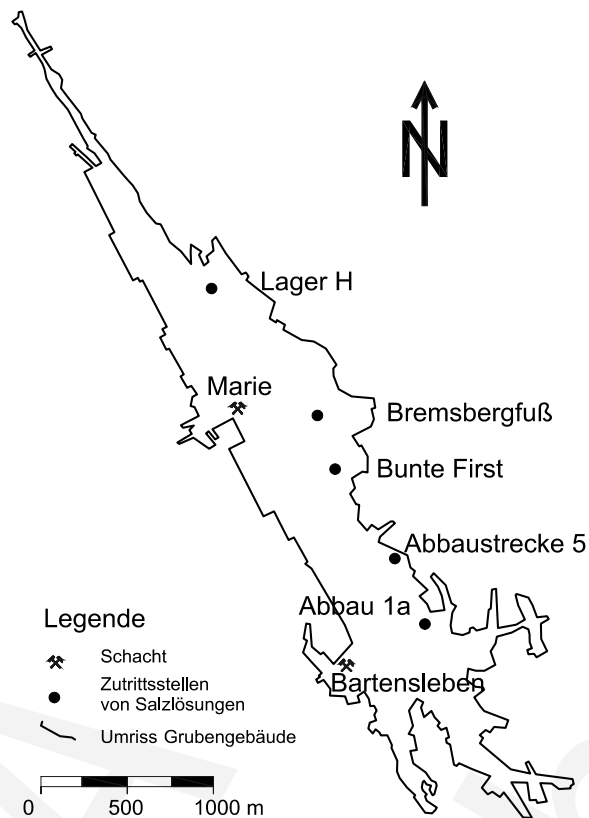 N
Lager H
Marie
Bremsbergfuß
Bunte First
Abbaustrecke 5
Abbau 1a
Bartensleben
Legende
Schacht
Zutrittsstellen
von Salzlösungen
Umriss Grubengebäude
0 500 1000 m